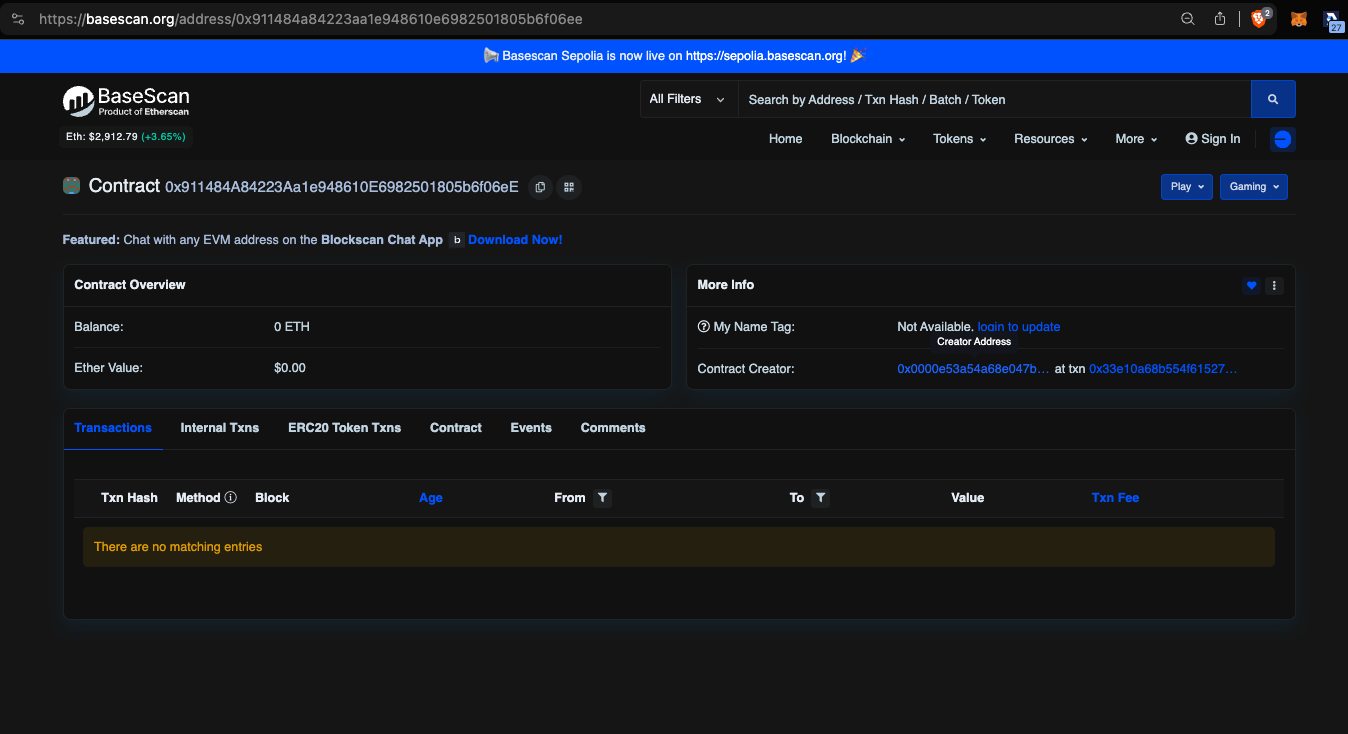 https://basescan.org/address/0x911484a84223aa1e948610e6982501805b6f06ee
2
27
Basescan Sepolia is now live on https://sepolia.basescan.org!
BaseScan
Product of Etherscan
All Filters
Search by Address / Txn Hash / Batch / Token
Eth: $2,912.79 (+3.65%)
Home Blockchain Tokens Resources More Sign In
Contract 0x911484A84223Aa1e948610E6982501805b6f06eE
Play Gaming
Featured: Chat with any EVM address on the Blockscan Chat App b Download Now!
Contract Overview
Balance: 0 ETH
Ether Value: $0.00
More Info
My Name Tag: Not Available, login to update
Creator Address
Contract Creator: 0x0000e53a54a68e047b... at txn 0x33e10a68b554f61527...
Transactions Internal Txns ERC20 Token Txns Contract Events Comments
Txn Hash Method Block Age From To Value Txn Fee
There are no matching entries